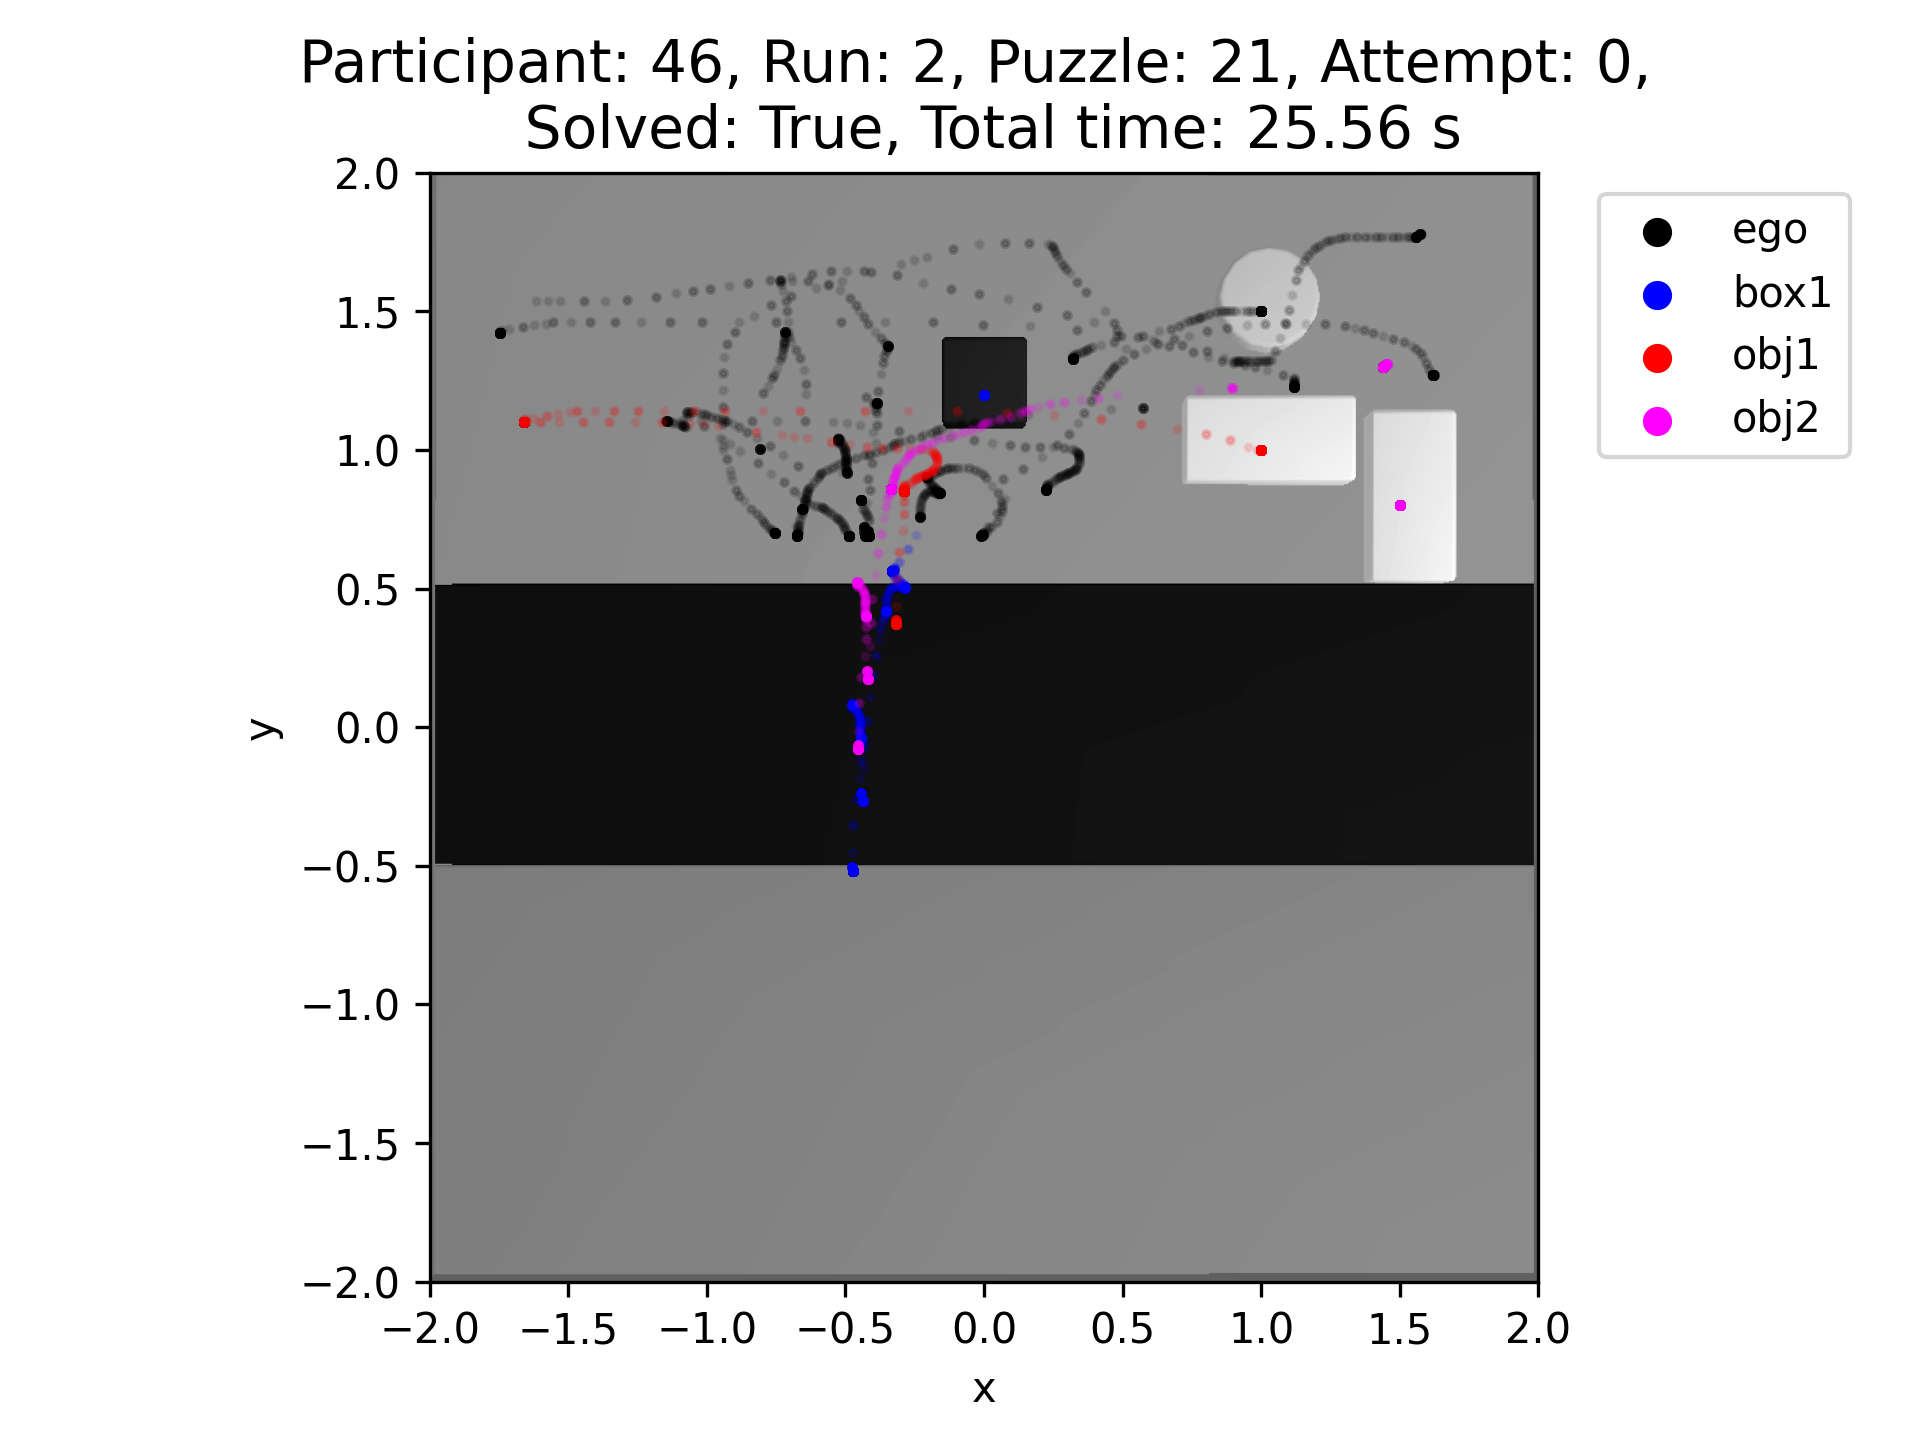 Participant: 46, Run: 2, Puzzle: 21, Attempt: 0,
Solved: True, Total time: 25.56 s
2.0
1.5
1.0
0.5
0.0
−0.5
−1.0
−1.5
−2.0
y
−2.0 −1.5 −1.0 −0.5 0.0 0.5 1.0 1.5 2.0
x
ego
box1
obj1
obj2